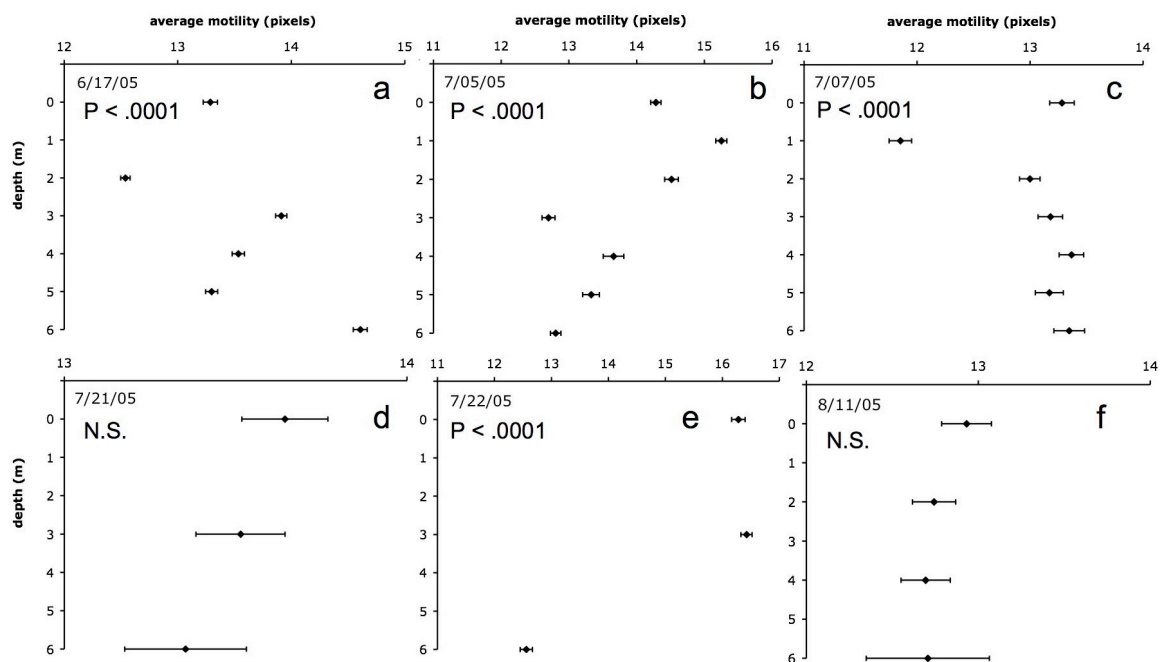 average motility (pixels) average motility (pixels) average motility (pixels)
12 13 14 15 11 12 13 14 15 16 11 12 13 14
6/17/05 a 7/05/05 b 7/07/05 c
P < .0001 P < .0001 P < .0001
depth (m)
0 0 0
1 1 1
2 2 2
3 3 3
4 4 4
5 5 5
6 6 6
13 14 11 12 13 14 15 16 17 12 13 14
7/21/05 d 7/22/05 e 8/11/05 f
N.S. P < .0001 N.S.
depth (m)
0 0 0
1 1 1
2 2 2
3 3 3
4 4 4
5 5 5
6 6 6